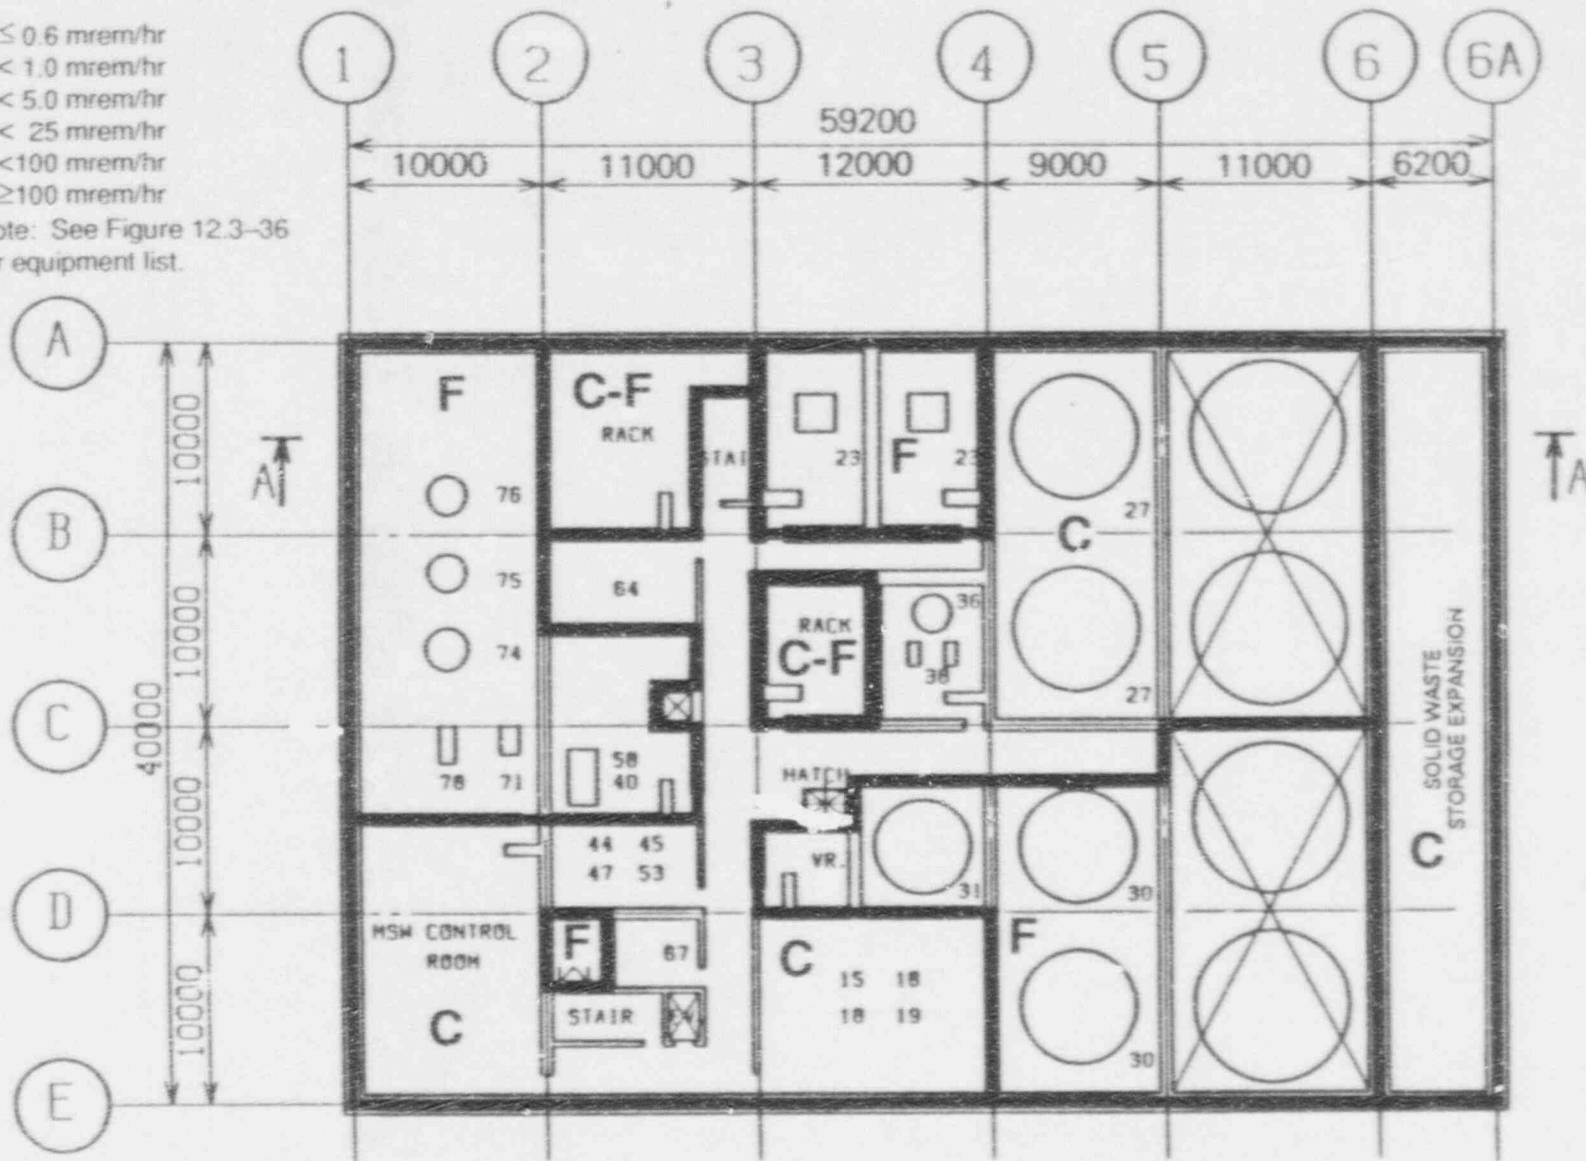 ≤ 0.6 mrem/hr
< 1.0 mrem/hr
< 5.0 mrem/hr
< 25 mrem/hr
<100 mrem/hr
≥100 mrem/hr
See Figure 12.3–36
equipment list.
1 2 3 4 5 6 6A
59200
10000 11000 12000 9000 11000 6200
A
B
C
D
E
40000
10000
10000
10000
10000
A
A
F
76
75
74
78 71
C-F
RACK
64
58
40
44 45
47 53
MSW CONTROL
ROOM
C
F
67
STAIR
23
F
RACK
C-F
36
HATCH
VR.
31
C
15 18
18 19
27
C
27
30
F
30
SOLID WASTE
STORAGE EXPANSION
C